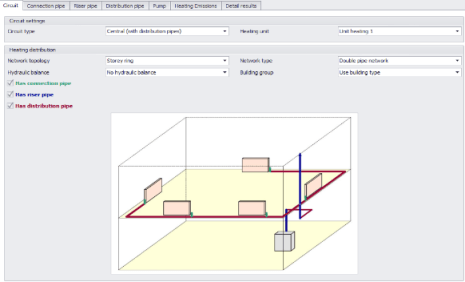 Circuit Connection pipe Riser pipe Distribution pipe Pump Heating Emissions Detail results
Circuit settings
Circuit type Central (with distribution pipes) Heating unit Unit heating 1
Heating distribution
Network topology Storey ring Network type Double pipe network
Hydraulic balance No hydraulic balance Building group Use building type
Has connection pipe
Has riser pipe
Has distribution pipe